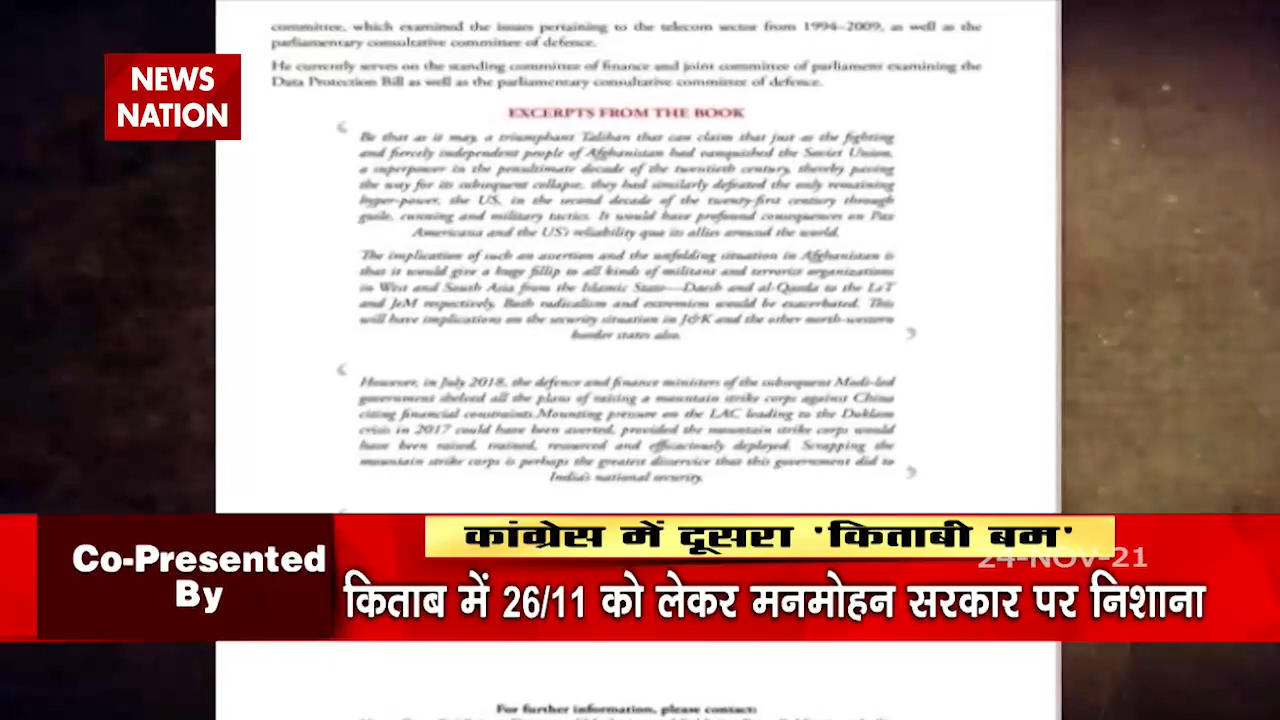 committee, which examined the issues pertaining to the telecom sector from 1994–2009, as well as the
parliamentary consultative committee of defence.
He currently serves on the standing committee of finance and joint committee of parliament examining the
Data Protection Bill as well as the parliamentary consultative committee of defence.
NEWS
NATION
EXCERPTS FROM THE BOOK
Be that as it may, a triumphant Taliban that can claim that just as the fighting
and fiercely independent people of Afghanistan had vanquished the Soviet Union,
a superpower in the penultimate decade of the twentieth century, thereby paving
the way for its subsequent collapse, they had similarly defeated the only remaining
hyper-power, the US, in the second decade of the twenty-first century through
guile, cunning and military tactics. It would have profound consequences on Pax
Americana and the US's reliability qua its allies around the world.
The implication of such an assertion and the unfolding situation in Afghanistan is
that it would give a huge fillip to all kinds of militant and terrorist organizations
in West and South Asia from the Islamic State—Daesh and al-Qaeda to the LeT
and JeM respectively. Both radicalism and extremism would be exacerbated. This
will have implications on the security situation in J&K and the other north-western
border states also.
However, in July 2018, the defence and finance ministers of the subsequent Modi-led
government shelved all the plans of raising a mountain strike corps against China
citing financial constraints.Mounting pressure on the LAC leading to the Doklam
crisis in 2017 could have been averted, provided the mountain strike corps would
have been raised, trained, resourced and efficaciously deployed. Scrapping the
mountain strike corps is perhaps the greatest disservice that this government did to
India's national security.
कांग्रेस में दूसरा 'किताबी बम'
24-NOV-21
Co-Presented
By
किताब में 26/11 को लेकर मनमोहन सरकार पर निशाना
For further information, please contact: